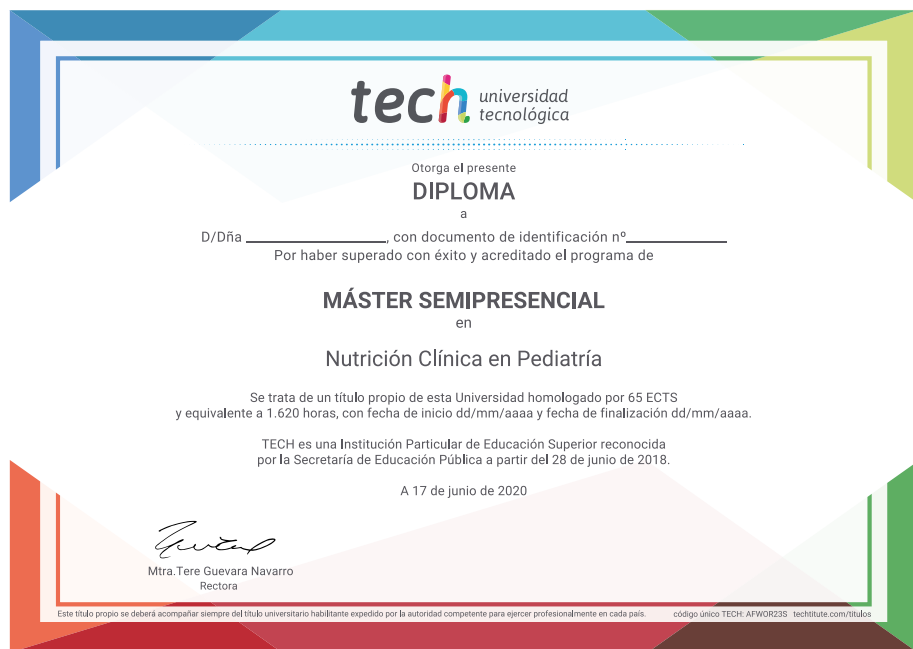 tech universidad
tecnológica
Otorga el presente
DIPLOMA
a
D/Dña ____________, con documento de identificación nº____________
Por haber superado con éxito y acreditado el programa de
MÁSTER SEMIPRESENCIAL
en
Nutrición Clínica en Pediatría
Se trata de un título propio de esta Universidad homologado por 65 ECTS
y equivalente a 1.620 horas, con fecha de inicio dd/mm/aaaa y fecha de finalización dd/mm/aaaa.
TECH es una Institución Particular de Educación Superior reconocida
por la Secretaría de Educación Pública a partir del 28 de junio de 2018.
A 17 de junio de 2020
Mtra.Tere Guevara Navarro
Rectora
Este título propio se deberá acompañar siempre del título universitario habilitante expedido por la autoridad competente para ejercer profesionalmente en cada país. código único TECH: AFWOR23S techtitute.com/titulos